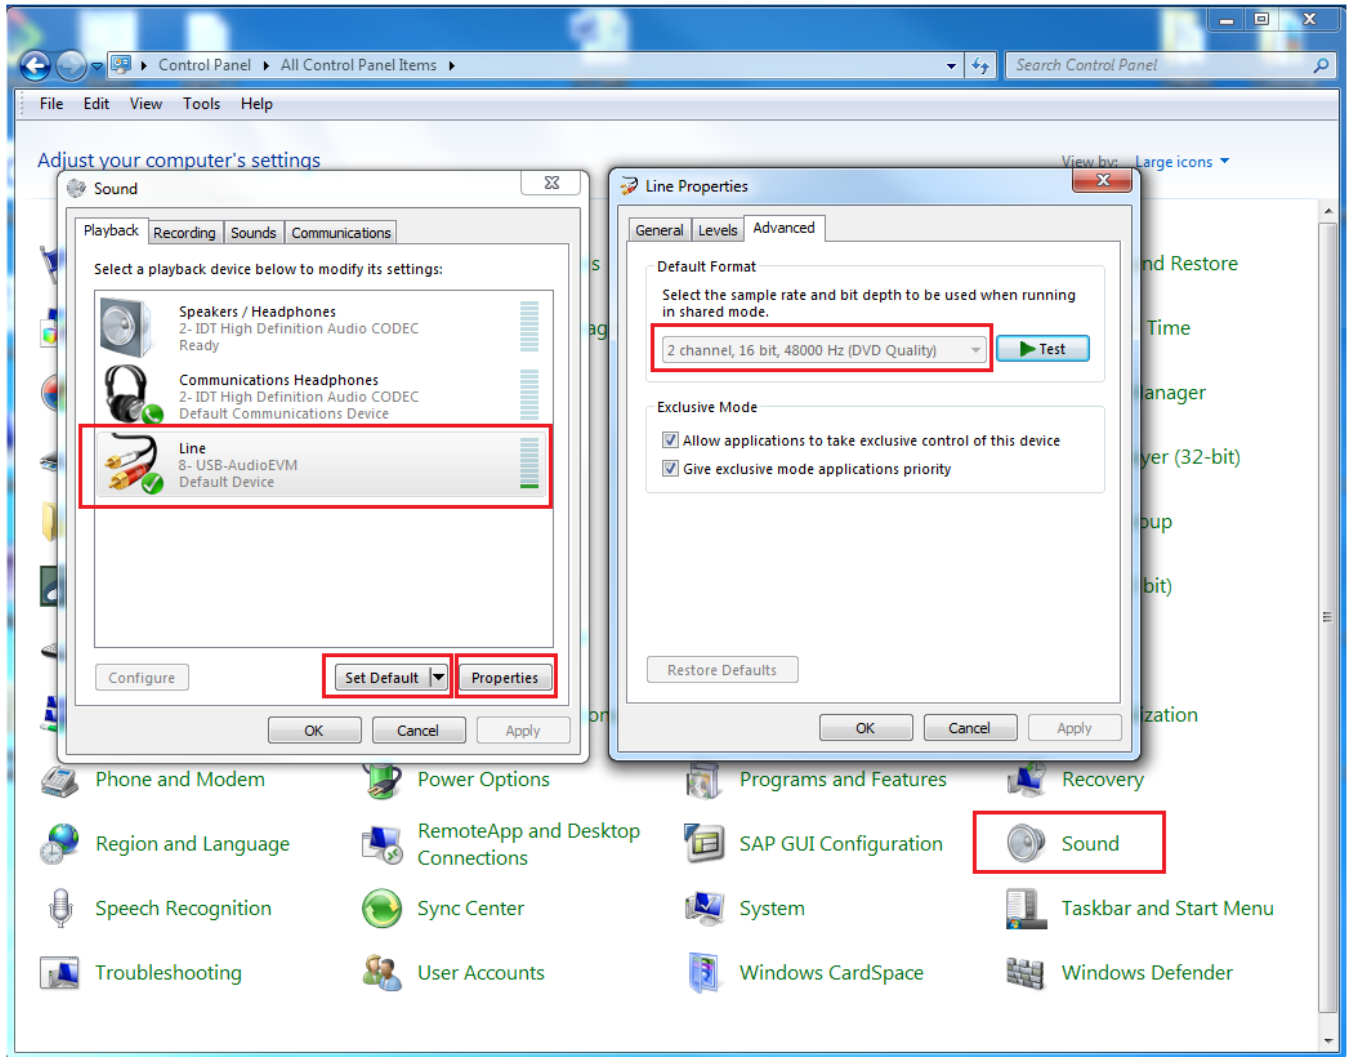 Control Panel
All Control Panel Items
Search Control Panel
File Edit View Tools Help
Adjust your computer's settings
View by: Large icons
Sound
Playback Recording Sounds Communications
Select a playback device below to modify its settings:
Speakers / Headphones
2- IDT High Definition Audio CODEC
Ready
Communications Headphones
2- IDT High Definition Audio CODEC
Default Communications Device
Line
8- USB-AudioEVM
Default Device
Configure Set Default Properties
OK Cancel Apply
Line Properties
General Levels Advanced
Default Format
Select the sample rate and bit depth to be used when running
in shared mode.
2 channel, 16 bit, 48000 Hz (DVD Quality)
Test
Exclusive Mode
Allow applications to take exclusive control of this device
Give exclusive mode applications priority
Restore Defaults
OK Cancel Apply
nd Restore
Time
anager
yer (32-bit)
oup
bit)
ization
Phone and Modem
Power Options
Programs and Features
Recovery
Region and Language
RemoteApp and Desktop
Connections
SAP GUI Configuration
Sound
Speech Recognition
Sync Center
System
Taskbar and Start Menu
Troubleshooting
User Accounts
Windows CardSpace
Windows Defender